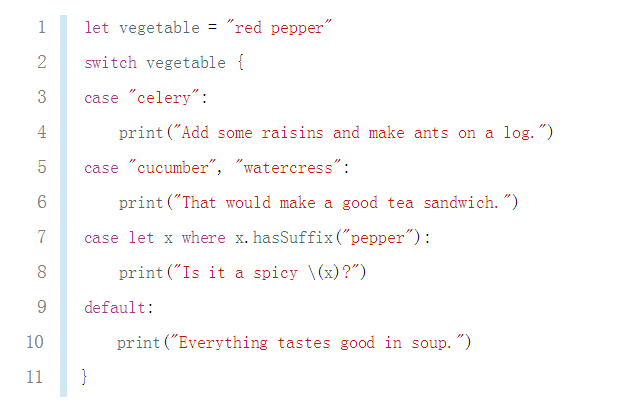 1 let vegetable = "red pepper"
2 switch vegetable {
3 case "celery":
4     print("Add some raisins and make ants on a log.")
5 case "cucumber", "watercress":
6     print("That would make a good tea sandwich.")
7 case let x where x.hasSuffix("pepper"):
8     print("Is it a spicy \(x)?")
9 default:
10     print("Everything tastes good in soup.")
11 }